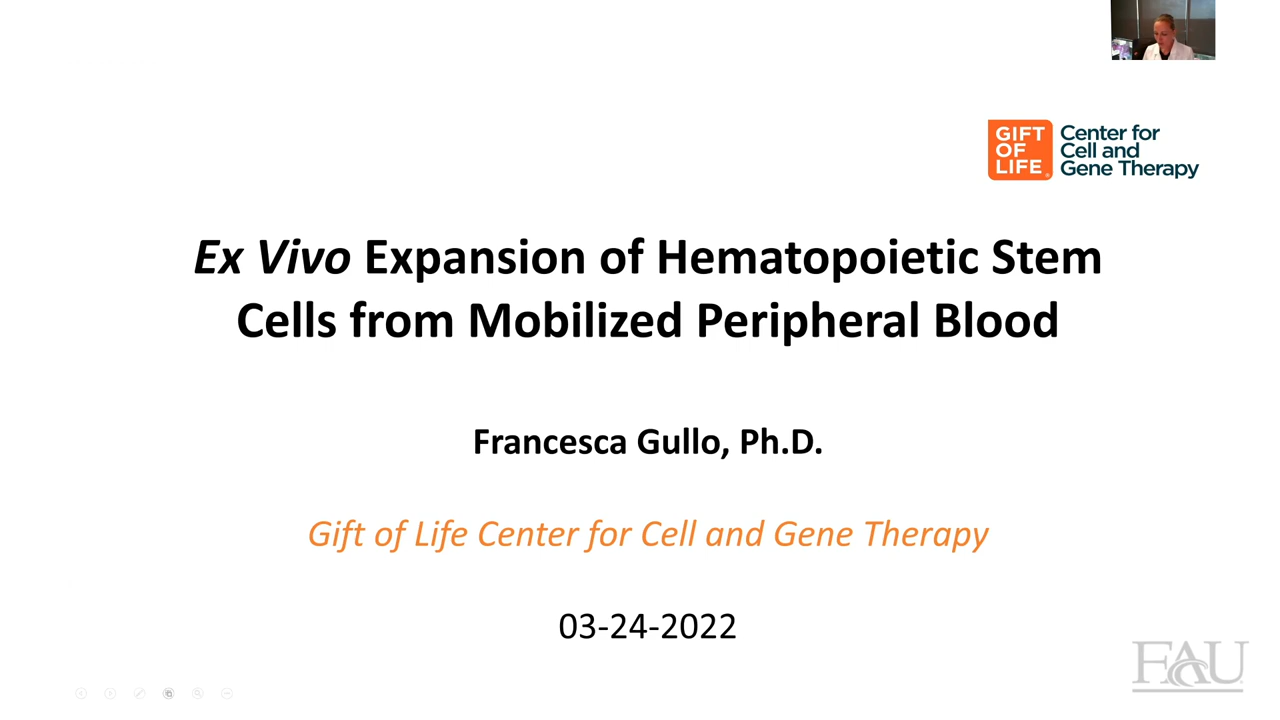 GIFT
OF
LIFE
Center for
Cell and
Gene Therapy
Ex Vivo Expansion of Hematopoietic Stem
Cells from Mobilized Peripheral Blood
Francesca Gullo, Ph.D.
Gift of Life Center for Cell and Gene Therapy
03-24-2022
FAU